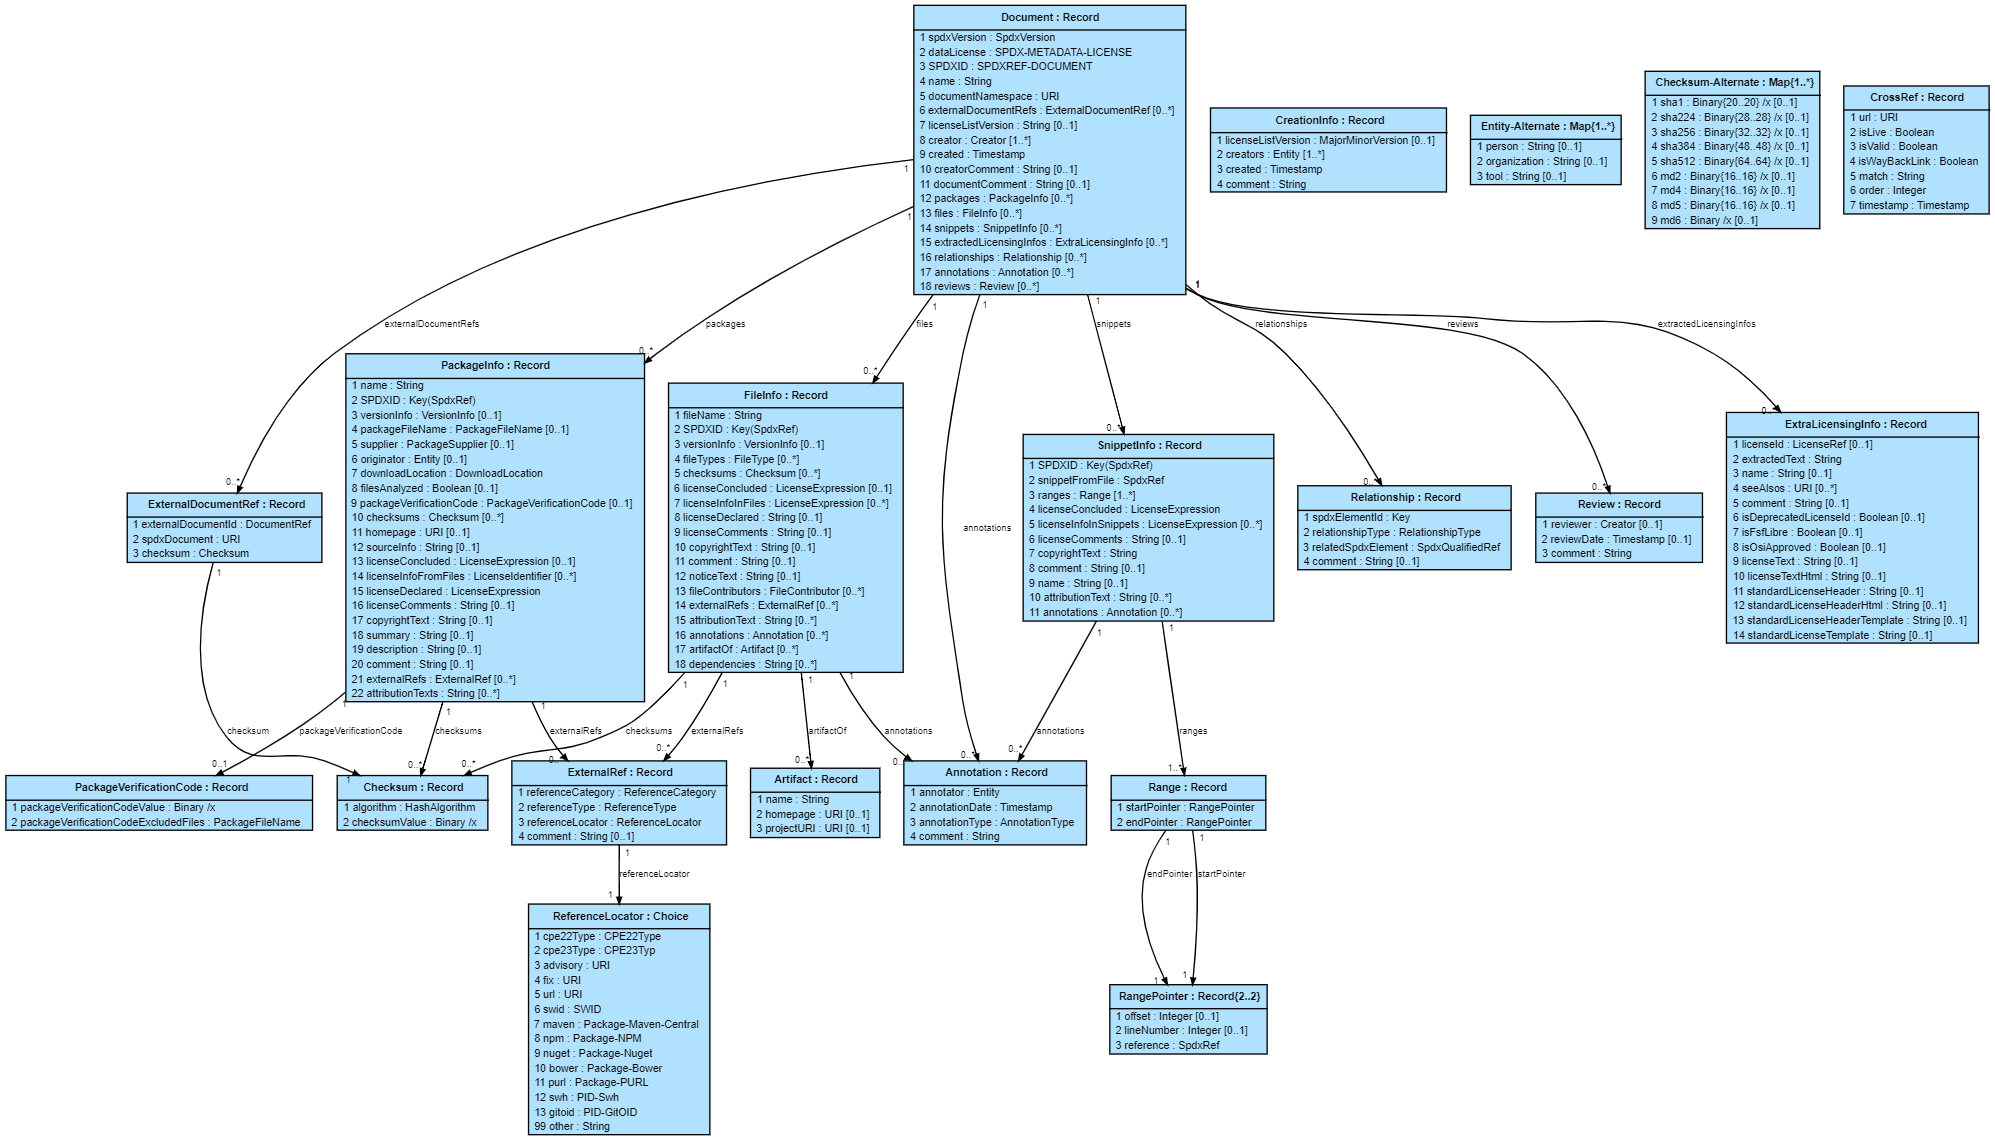 Document : Record
1 spdxVersion : SpdxVersion
2 dataLicense : SPDX-METADATA-LICENSE
3 SPDXID : SPDXREF-DOCUMENT
4 name : String
5 documentNamespace : URI
6 externalDocumentRefs : ExternalDocumentRef [0..*]
7 licenseListVersion : String [0..1]
8 creator : Creator [1..*]
9 created : Timestamp
10 creatorComment : String [0..1]
11 documentComment : String [0..1]
12 packages : PackageInfo [0..*]
13 files : FileInfo [0..*]
14 snippets : SnippetInfo [0..*]
15 extractedLicensingInfos : ExtraLicensingInfo [0..*]
16 relationships : Relationship [0..*]
17 annotations : Annotation [0..*]
18 reviews : Review [0..*]
CreationInfo : Record
1 licenseListVersion : MajorMinorVersion [0..1]
2 creators : Entity [1..*]
3 created : Timestamp
4 comment : String
Entity-Alternate : Map{1..*}
1 person : String [0..1]
2 organization : String [0..1]
3 tool : String [0..1]
Checksum-Alternate : Map{1..*}
1 sha1 : Binary{20..20} /x [0..1]
2 sha224 : Binary{28..28} /x [0..1]
3 sha256 : Binary{32..32} /x [0..1]
4 sha384 : Binary{48..48} /x [0..1]
5 sha512 : Binary{64..64} /x [0..1]
6 md2 : Binary{16..16} /x [0..1]
7 md4 : Binary{16..16} /x [0..1]
8 md5 : Binary{16..16} /x [0..1]
9 md6 : Binary /x [0..1]
CrossRef : Record
1 url : URI
2 isLive : Boolean
3 isValid : Boolean
4 isWayBackLink : Boolean
5 match : String
6 order : Integer
7 timestamp : Timestamp
1
1
1
1
1
1
externalDocumentRefs
packages
files
annotations
snippets
relationships
reviews
extractedLicensingInfos
0..*
0..*
0..*
0..*
0..*
0..*
PackageInfo : Record
1 name : String
2 SPDXID : Key(SpdxRef)
3 versionInfo : VersionInfo [0..1]
4 packageFileName : PackageFileName [0..1]
5 supplier : PackageSupplier [0..1]
6 originator : Entity [0..1]
7 downloadLocation : DownloadLocation
8 filesAnalyzed : Boolean [0..1]
9 packageVerificationCode : PackageVerificationCode [0..1]
10 checksums : Checksum [0..*]
11 homepage : URI [0..1]
12 sourceInfo : String [0..1]
13 licenseConcluded : LicenseExpression [0..1]
14 licenseInfoFromFiles : LicenseIdentifier [0..*]
15 licenseDeclared : LicenseExpression
16 licenseComments : String [0..1]
17 copyrightText : String [0..1]
18 summary : String [0..1]
19 description : String [0..1]
20 comment : String [0..1]
21 externalRefs : ExternalRef [0..*]
22 attributionTexts : String [0..*]
FileInfo : Record
1 fileName : String
2 SPDXID : Key(SpdxRef)
3 versionInfo : VersionInfo [0..1]
4 fileTypes : FileType [0..*]
5 checksums : Checksum [0..*]
6 licenseConcluded : LicenseExpression [0..1]
7 licenseInfoInFiles : LicenseExpression [0..*]
8 licenseDeclared : String [0..1]
9 licenseComments : String [0..1]
10 copyrightText : String [0..1]
11 comment : String [0..1]
12 noticeText : String [0..1]
13 fileContributors : FileContributor [0..*]
14 externalRefs : ExternalRef [0..*]
15 attributionText : String [0..*]
16 annotations : Annotation [0..*]
17 artifactOf : Artifact [0..*]
18 dependencies : String [0..*]
SnippetInfo : Record
1 SPDXID : Key(SpdxRef)
2 snippetFromFile : SpdxRef
3 ranges : Range [1..*]
4 licenseConcluded : LicenseExpression
5 licenseInfoInSnippets : LicenseExpression [0..*]
6 licenseComments : String [0..1]
7 copyrightText : String
8 comment : String [0..1]
9 name : String [0..1]
10 attributionText : String [0..*]
11 annotations : Annotation [0..*]
ExternalDocumentRef : Record
1 externalDocumentId : DocumentRef
2 spdxDocument : URI
3 checksum : Checksum
Relationship : Record
1 spdxElementId : Key
2 relationshipType : RelationshipType
3 relatedSpdxElement : SpdxQualifiedRef
4 comment : String [0..1]
Review : Record
1 reviewer : Creator [0..1]
2 reviewDate : Timestamp [0..1]
3 comment : String
ExtraLicensingInfo : Record
1 licenseId : LicenseRef [0..1]
2 extractedText : String
3 name : String [0..1]
4 seeAlsos : URI [0..*]
5 comment : String [0..1]
6 isDeprecatedLicenseId : Boolean [0..1]
7 isFsfLibre : Boolean [0..1]
8 isOsiApproved : Boolean [0..1]
9 licenseText : String [0..1]
10 licenseTextHtml : String [0..1]
11 standardLicenseHeader : String [0..1]
12 standardLicenseHeaderHtml : String [0..1]
13 standardLicenseHeaderTemplate : String [0..1]
14 standardLicenseTemplate : String [0..1]
1
1
1
1
1
1
1
1
1
1
checksum
packageVerificationCode
checksums
externalRefs
checksums
externalRefs
artifactOf
annotations
annotations
ranges
0..1
1
0..*
0..*
0..*
0..*
0..*
0..*
1..*
PackageVerificationCode : Record
1 packageVerificationCodeValue : Binary /x
2 packageVerificationCodeExcludedFiles : PackageFileName
Checksum : Record
1 algorithm : HashAlgorithm
2 checksumValue : Binary /x
ExternalRef : Record
1 referenceCategory : ReferenceCategory
2 referenceType : ReferenceType
3 referenceLocator : ReferenceLocator
4 comment : String [0..1]
Artifact : Record
1 name : String
2 homepage : URI [0..1]
3 projectURI : URI [0..1]
Annotation : Record
1 annotator : Entity
2 annotationDate : Timestamp
3 annotationType : AnnotationType
4 comment : String
Range : Record
1 startPointer : RangePointer
2 endPointer : RangePointer
1
referenceLocator
1
1
1
endPointer
startPointer
1
1
ReferenceLocator : Choice
1 cpe22Type : CPE22Type
2 cpe23Type : CPE23Typ
3 advisory : URI
4 fix : URI
5 url : URI
6 swid : SWID
7 maven : Package-Maven-Central
8 npm : Package-NPM
9 nuget : Package-Nuget
10 bower : Package-Bower
11 purl : Package-PURL
12 swh : PID-Swh
13 gitoid : PID-GitOID
99 other : String
RangePointer : Record{2..2}
1 offset : Integer [0..1]
2 lineNumber : Integer [0..1]
3 reference : SpdxRef